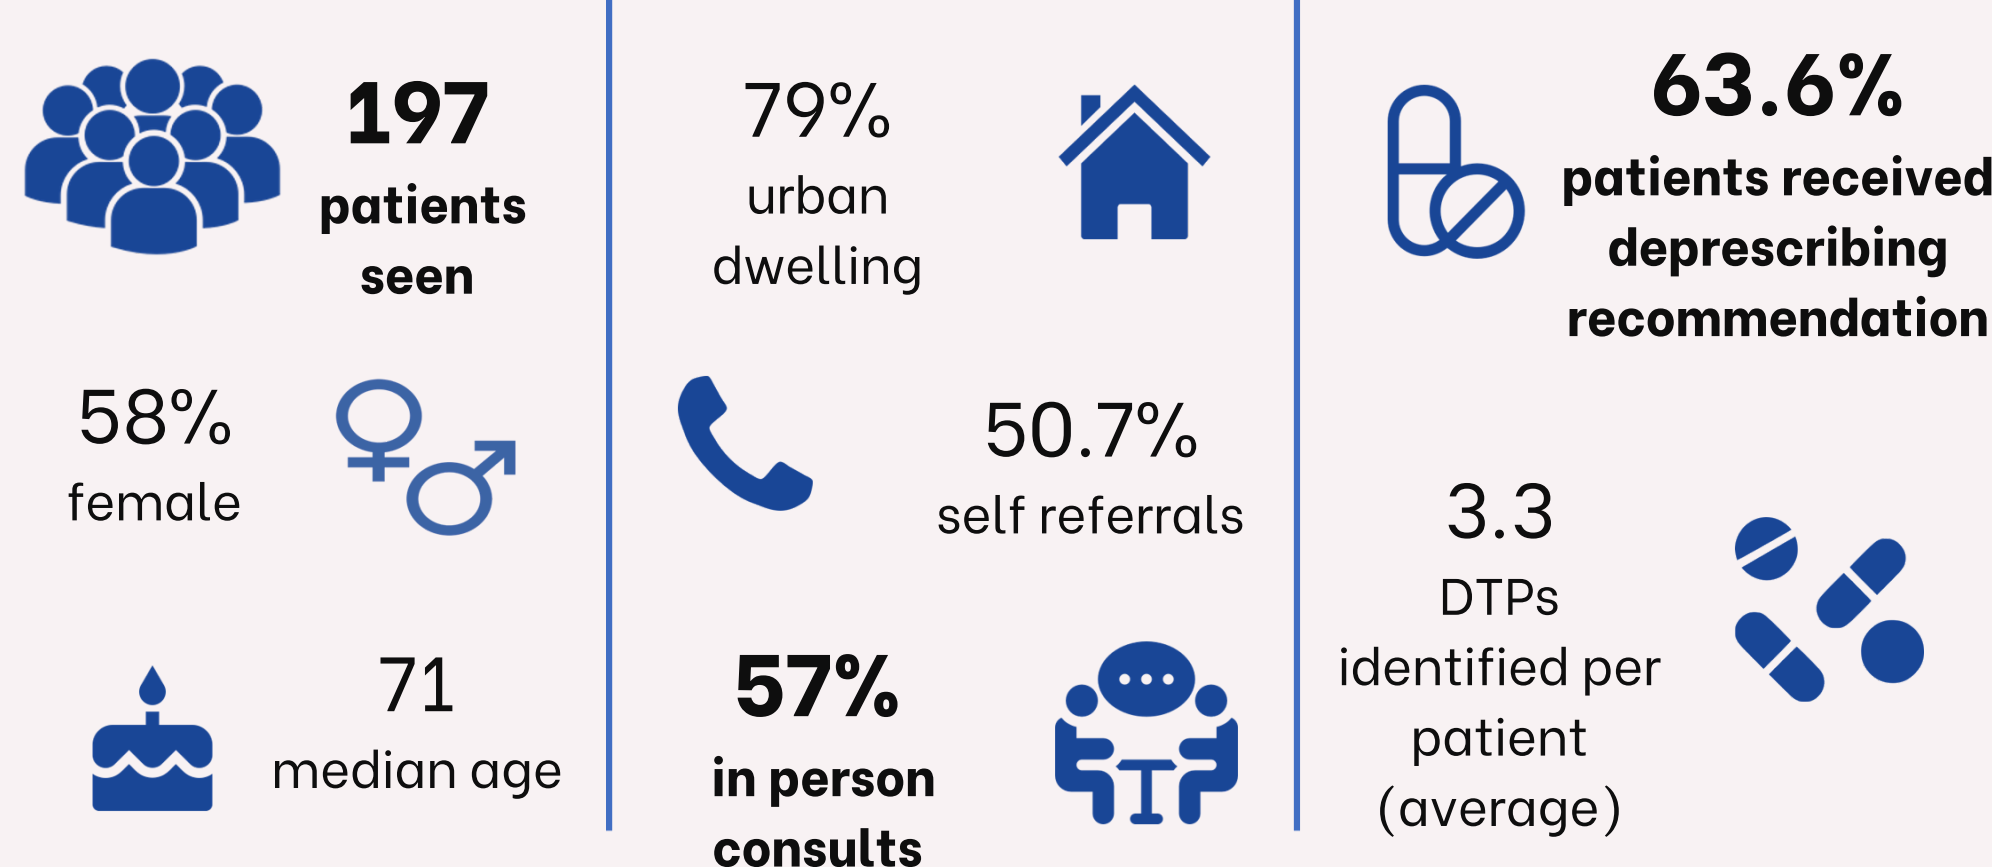 197
patients
seen
58%
female
71
median age
79%
urban
dwelling
50.7%
self referrals
57%
in person
consults
63.6%
patients received
deprescribing
recommendation
3.3
DTPs
identified per
patient
(average)